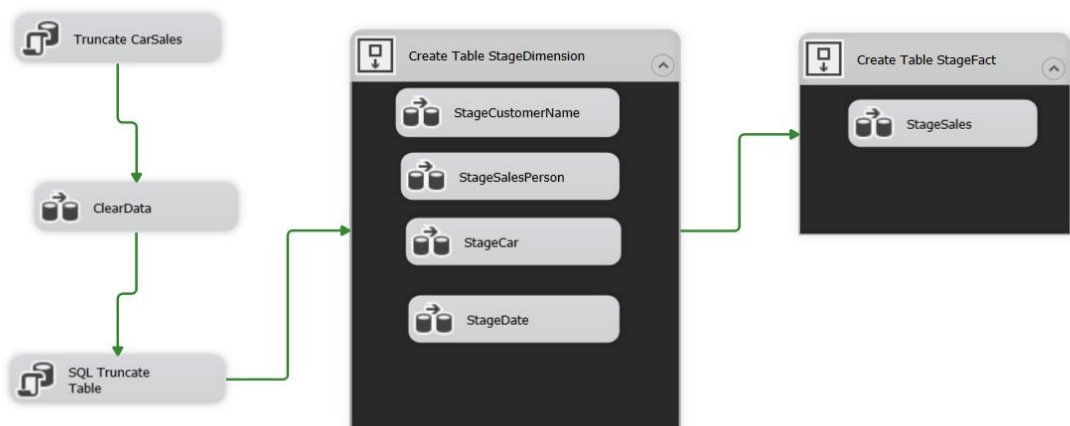 Truncate CarSales
ClearData
SQL Truncate
Table
Create Table StageDimension
StageCustomerName
StageSalesPerson
StageCar
StageDate
Create Table StageFact
StageSales